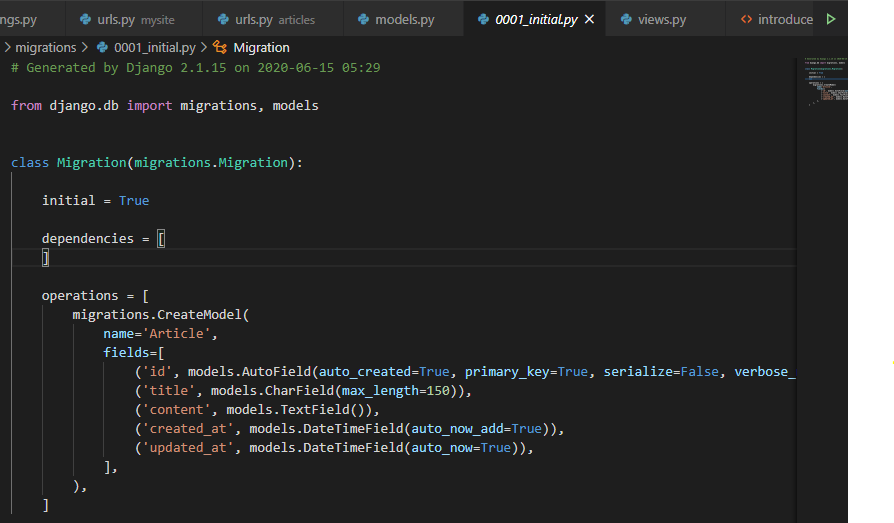 ngs.py urls.py mysite urls.py articles models.py 0001_initial.py × views.py <> introduce
> migrations > 0001_initial.py > Migration
# Generated by Django 2.1.15 on 2020-06-15 05:29
from django.db import migrations, models
class Migration(migrations.Migration):
initial = True
dependencies = [
]
operations = [
migrations.CreateModel(
name='Article',
fields=[
('id', models.AutoField(auto_created=True, primary_key=True, serialize=False, verbose_
('title', models.CharField(max_length=150)),
('content', models.TextField()),
('created_at', models.DateTimeField(auto_now_add=True)),
('updated_at', models.DateTimeField(auto_now=True)),
],
),
]